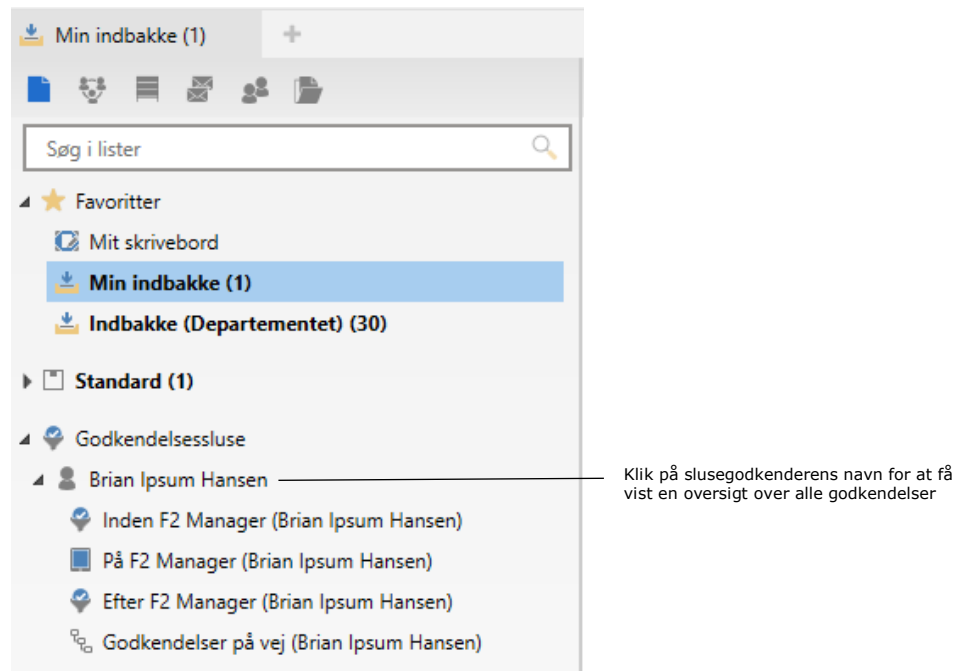 Min indbakke (1)
Søg i lister
Favoritter
Mit skrivebord
Min indbakke (1)
Indbakke (Departementet) (30)
Standard (1)
Godkendelsessluse
Brian Ipsum Hansen
Klik på slusegodkenderens navn for at få
vist en oversigt over alle godkendelser
Inden F2 Manager (Brian Ipsum Hansen)
På F2 Manager (Brian Ipsum Hansen)
Efter F2 Manager (Brian Ipsum Hansen)
Godkendelser på vej (Brian Ipsum Hansen)